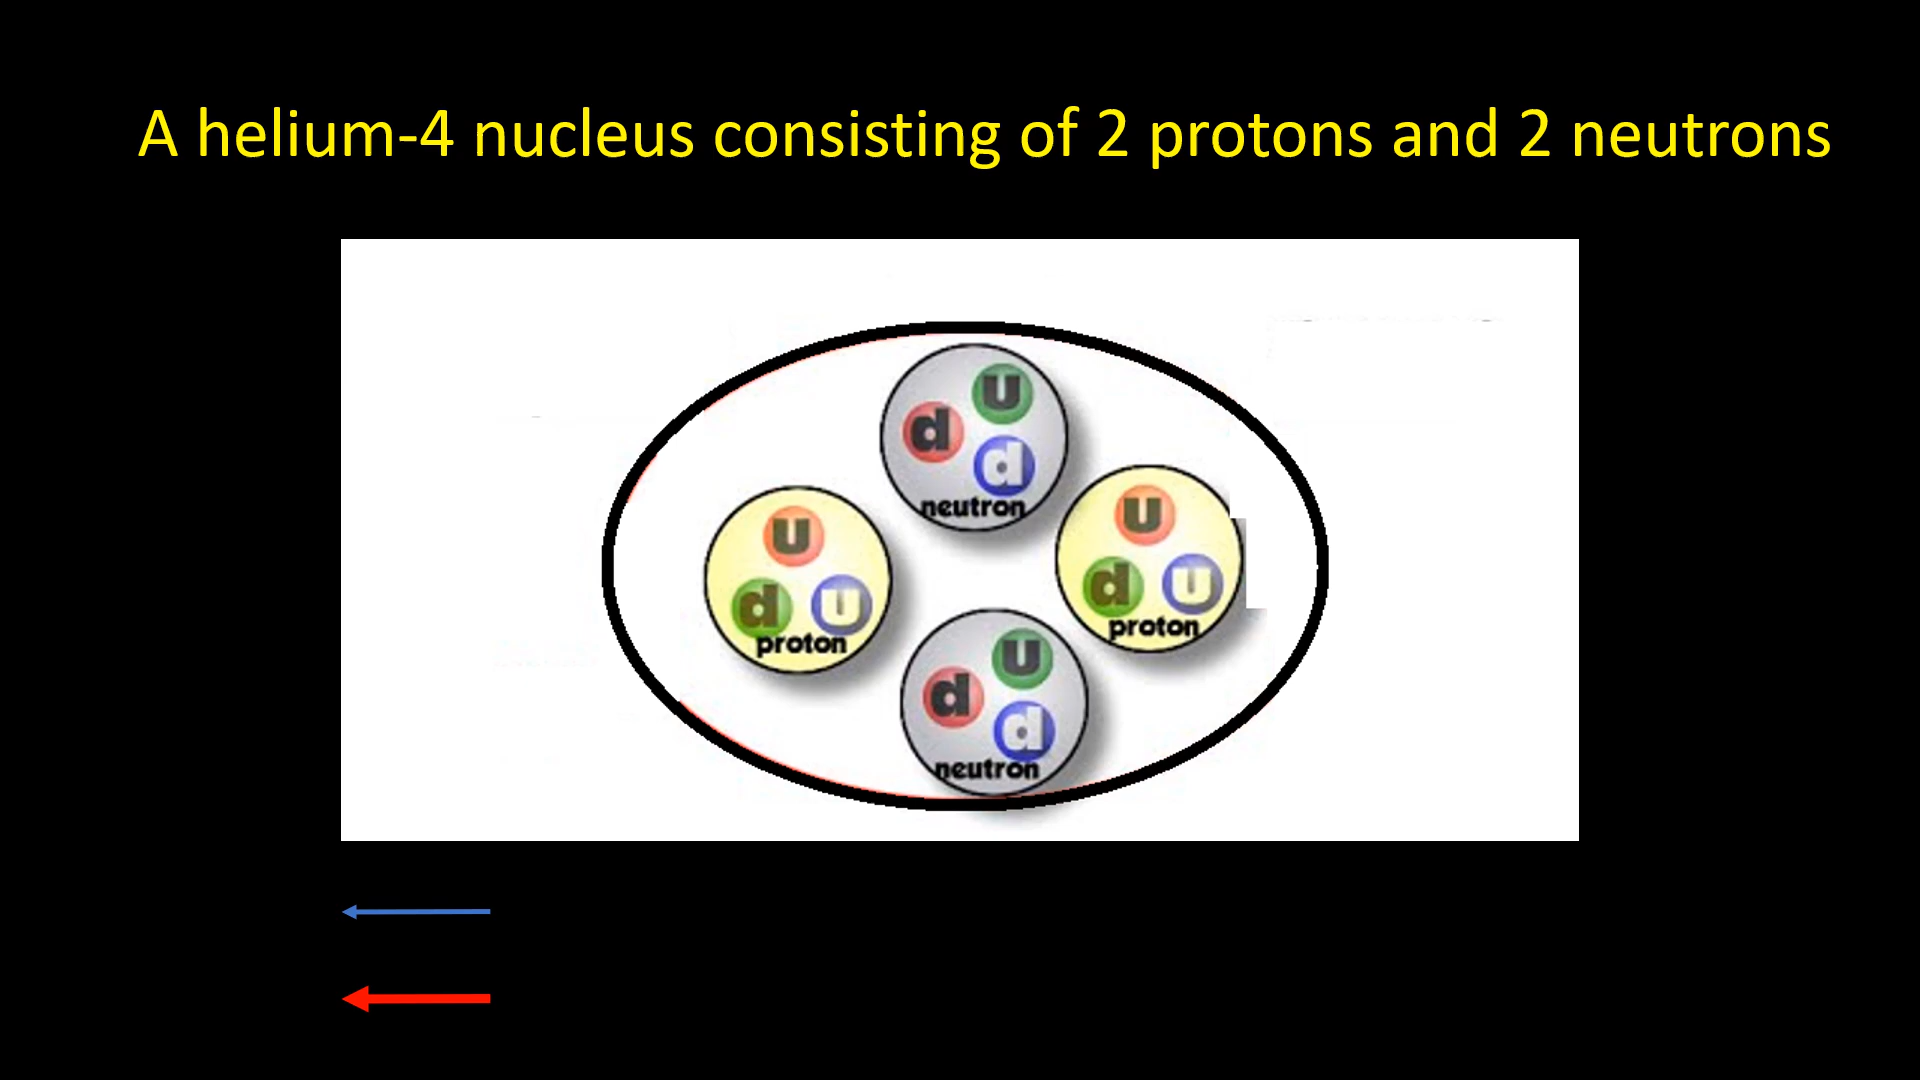 A helium-4 nucleus consisting of 2 protons and 2 neutrons
U
d
d
neutron
U
d U
proton
U
d U
proton
U
d
d
neutron